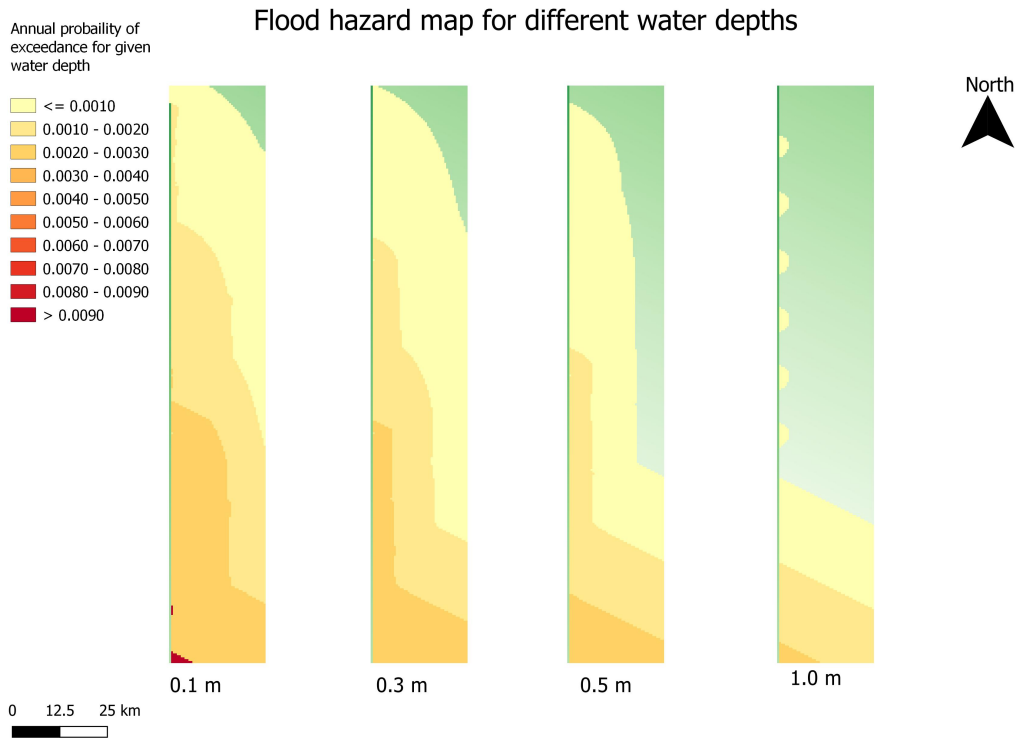 Flood hazard map for different water depths
Annual probaility of
exceedance for given
water depth
<= 0.0010
0.0010 - 0.0020
0.0020 - 0.0030
0.0030 - 0.0040
0.0040 - 0.0050
0.0050 - 0.0060
0.0060 - 0.0070
0.0070 - 0.0080
0.0080 - 0.0090
> 0.0090
North
0.1 m
0.3 m
0.5 m
1.0 m
0 12.5 25 km